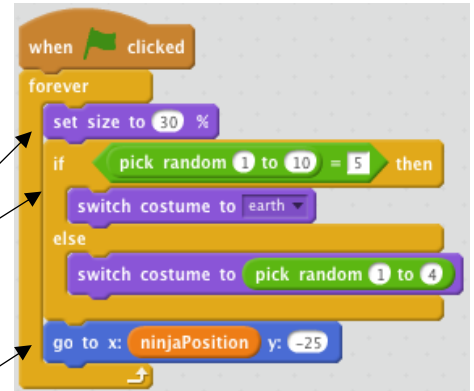 when clicked
forever
set size to 30 %
if pick random 1 to 10 = 5 then
switch costume to earth
else
switch costume to pick random 1 to 4
go to x: ninjaPosition y: -25